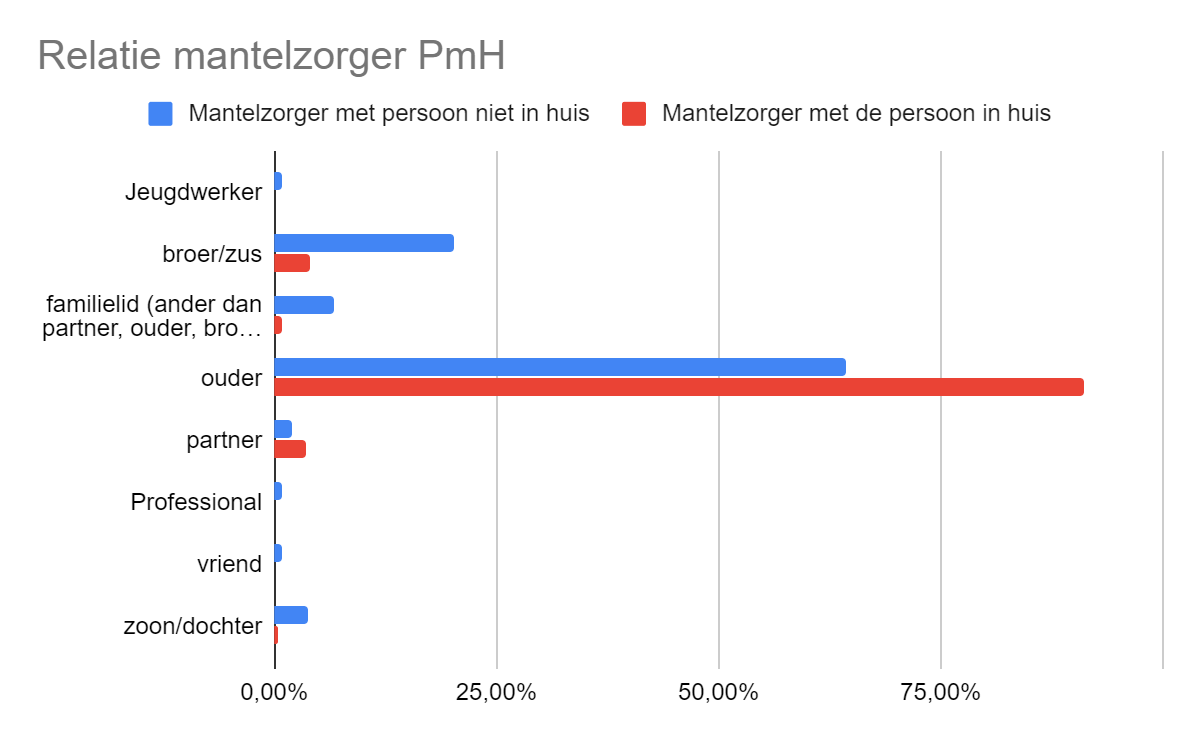 Relatie mantelzorger PmH
Mantelzorger met persoon niet in huis
Mantelzorger met de persoon in huis
Jeugdwerker
broer/zus
familielid (ander dan
partner, ouder, bro…
ouder
partner
Professional
vriend
zoon/dochter
0,00%
25,00%
50,00%
75,00%